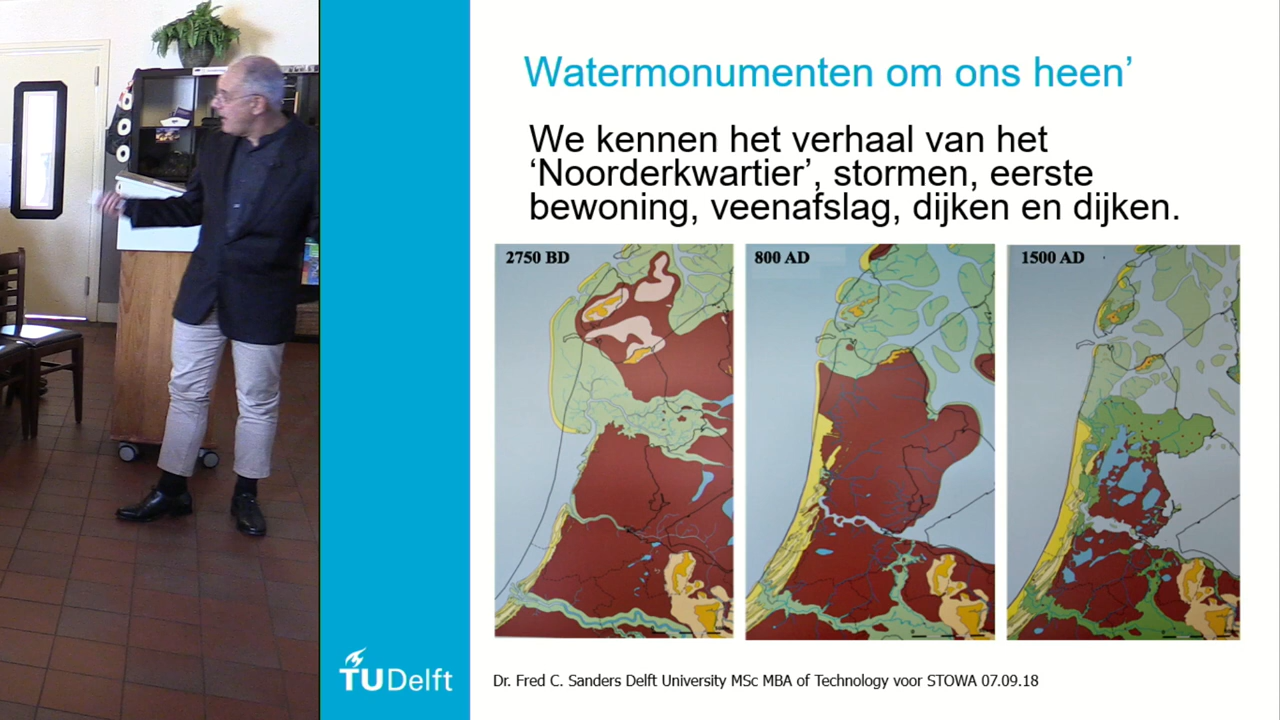 Watermonumenten om ons heen’
We kennen het verhaal van het
‘Noorderkwartier’, stormen, eerste
bewoning, veenafslag, dijken en dijken.
2750 BD
800 AD
1500 AD
TUDelft
Dr. Fred C. Sanders Delft University MSc MBA of Technology voor STOWA 07.09.18